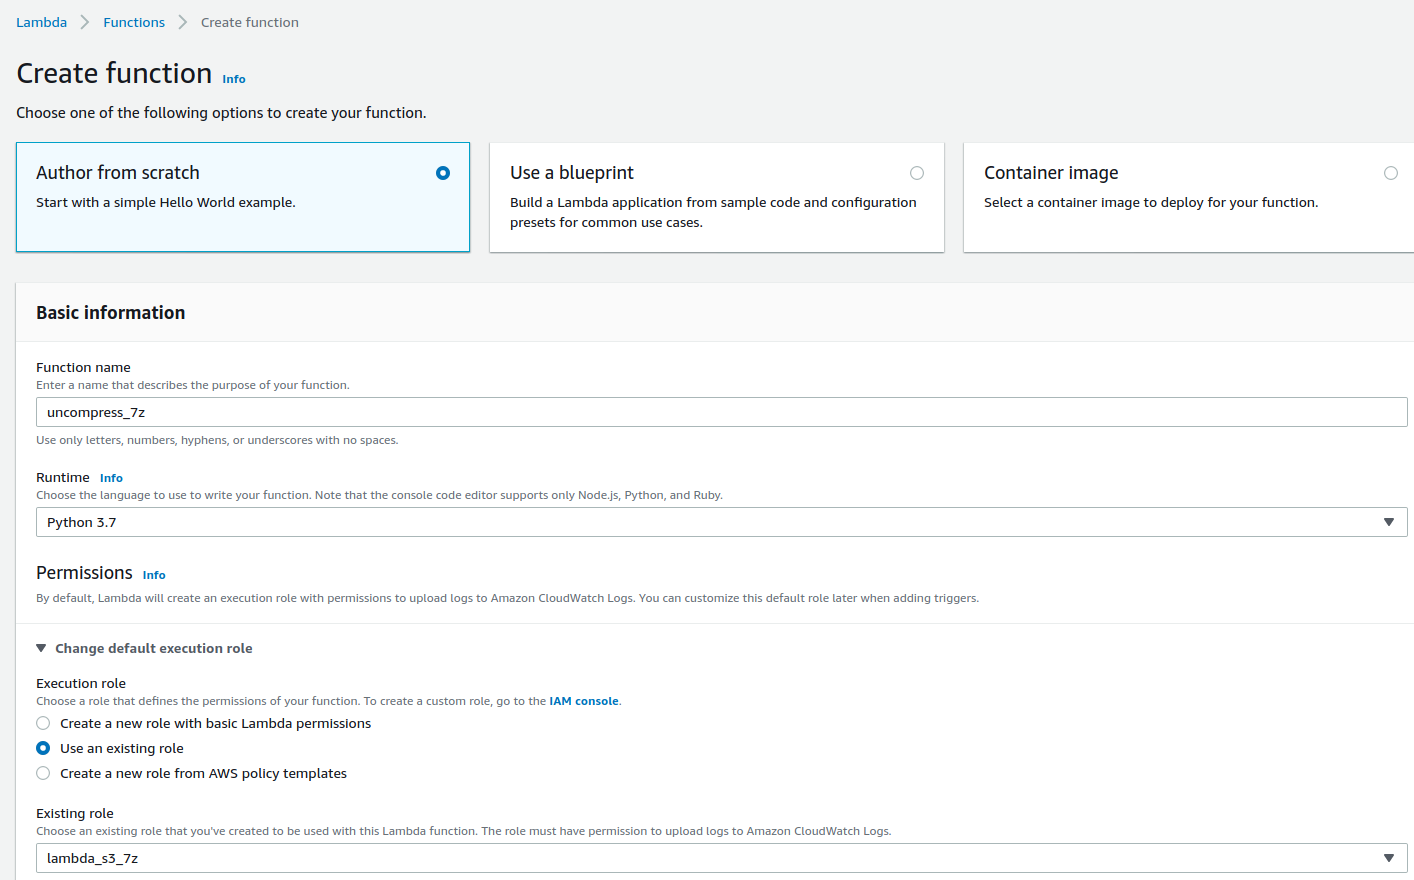 Lambda > Functions > Create function
Create function Info
Choose one of the following options to create your function.
Author from scratch
Start with a simple Hello World example.
Use a blueprint
Build a Lambda application from sample code and configuration
presets for common use cases.
Container image
Select a container image to deploy for your function.
Basic information
Function name
Enter a name that describes the purpose of your function.
uncompress_7z
Use only letters, numbers, hyphens, or underscores with no spaces.
Runtime Info
Choose the language to use to write your function. Note that the console code editor supports only Node.js, Python, and Ruby.
Python 3.7
Permissions Info
By default, Lambda will create an execution role with permissions to upload logs to Amazon CloudWatch Logs. You can customize this default role later when adding triggers.
Change default execution role
Execution role
Choose a role that defines the permissions of your function. To create a custom role, go to the IAM console.
Create a new role with basic Lambda permissions
Use an existing role
Create a new role from AWS policy templates
Existing role
Choose an existing role that you've created to be used with this Lambda function. The role must have permission to upload logs to Amazon CloudWatch Logs.
lambda_s3_7z